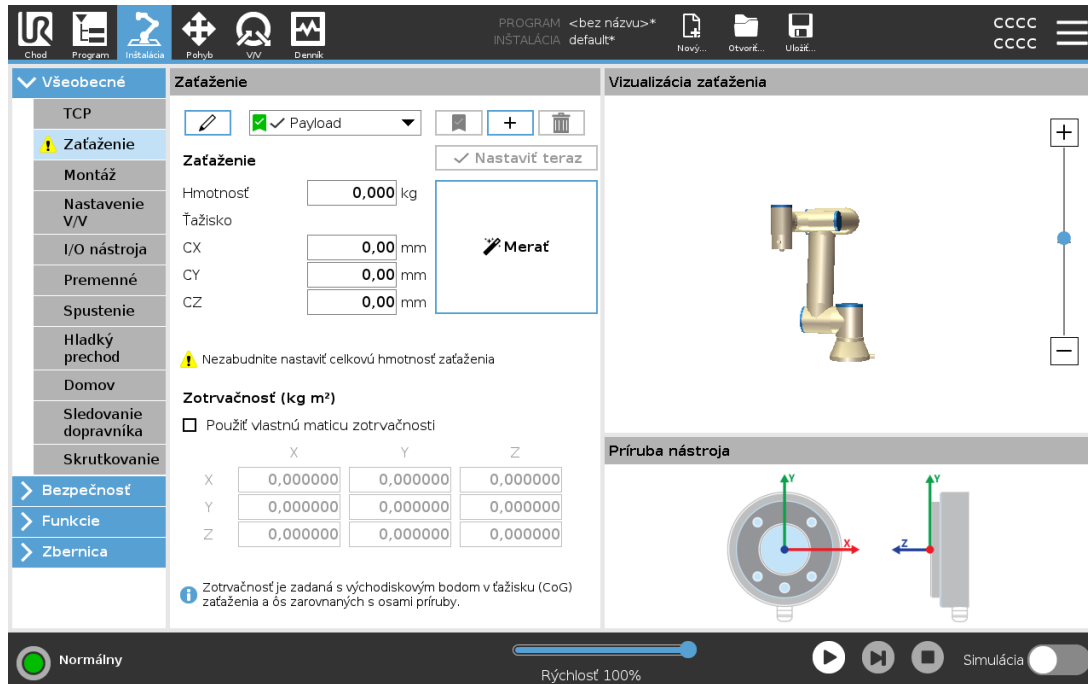 PROGRAM <bez názvu>*
INŠTALÁCIA default*
Chod
Program
Inštalácia
Pohyb
V/V
Denník
Nový...
Otvoriť...
Uložiť...
CCCC
CCCC
Všeobecné
TCP
Zaťaženie
Montáž
Nastavenie
V/V
I/O nástroja
Premenné
Spustenie
Hladký
prechod
Domov
Sledovanie
dopravníka
Skrutkovanie
Bezpečnosť
Funkcie
Zbernica
Zaťaženie
Payload
+
Zaťaženie
Nastaviť teraz
Hmotnosť 0,000 kg
Ťažisko
CX 0,00 mm
CY 0,00 mm
CZ 0,00 mm
Merať
Nezabudnite nastaviť celkovú hmotnosť zaťaženia
Zotrvačnosť (kg m²)
Použiť vlastnú maticu zotrvačnosti
X Y Z
X 0,000000 0,000000 0,000000
Y 0,000000 0,000000 0,000000
Z 0,000000 0,000000 0,000000
Zotrvačnosť je zadaná s východiskovým bodom v ťažisku (CoG)
zaťaženia a ôs zarovnaných s osami príruby.
Vizualizácia zaťaženia
Príruba nástroja
Y
X
Y
Z
Normálny
Rýchlosť 100%
Simulácia